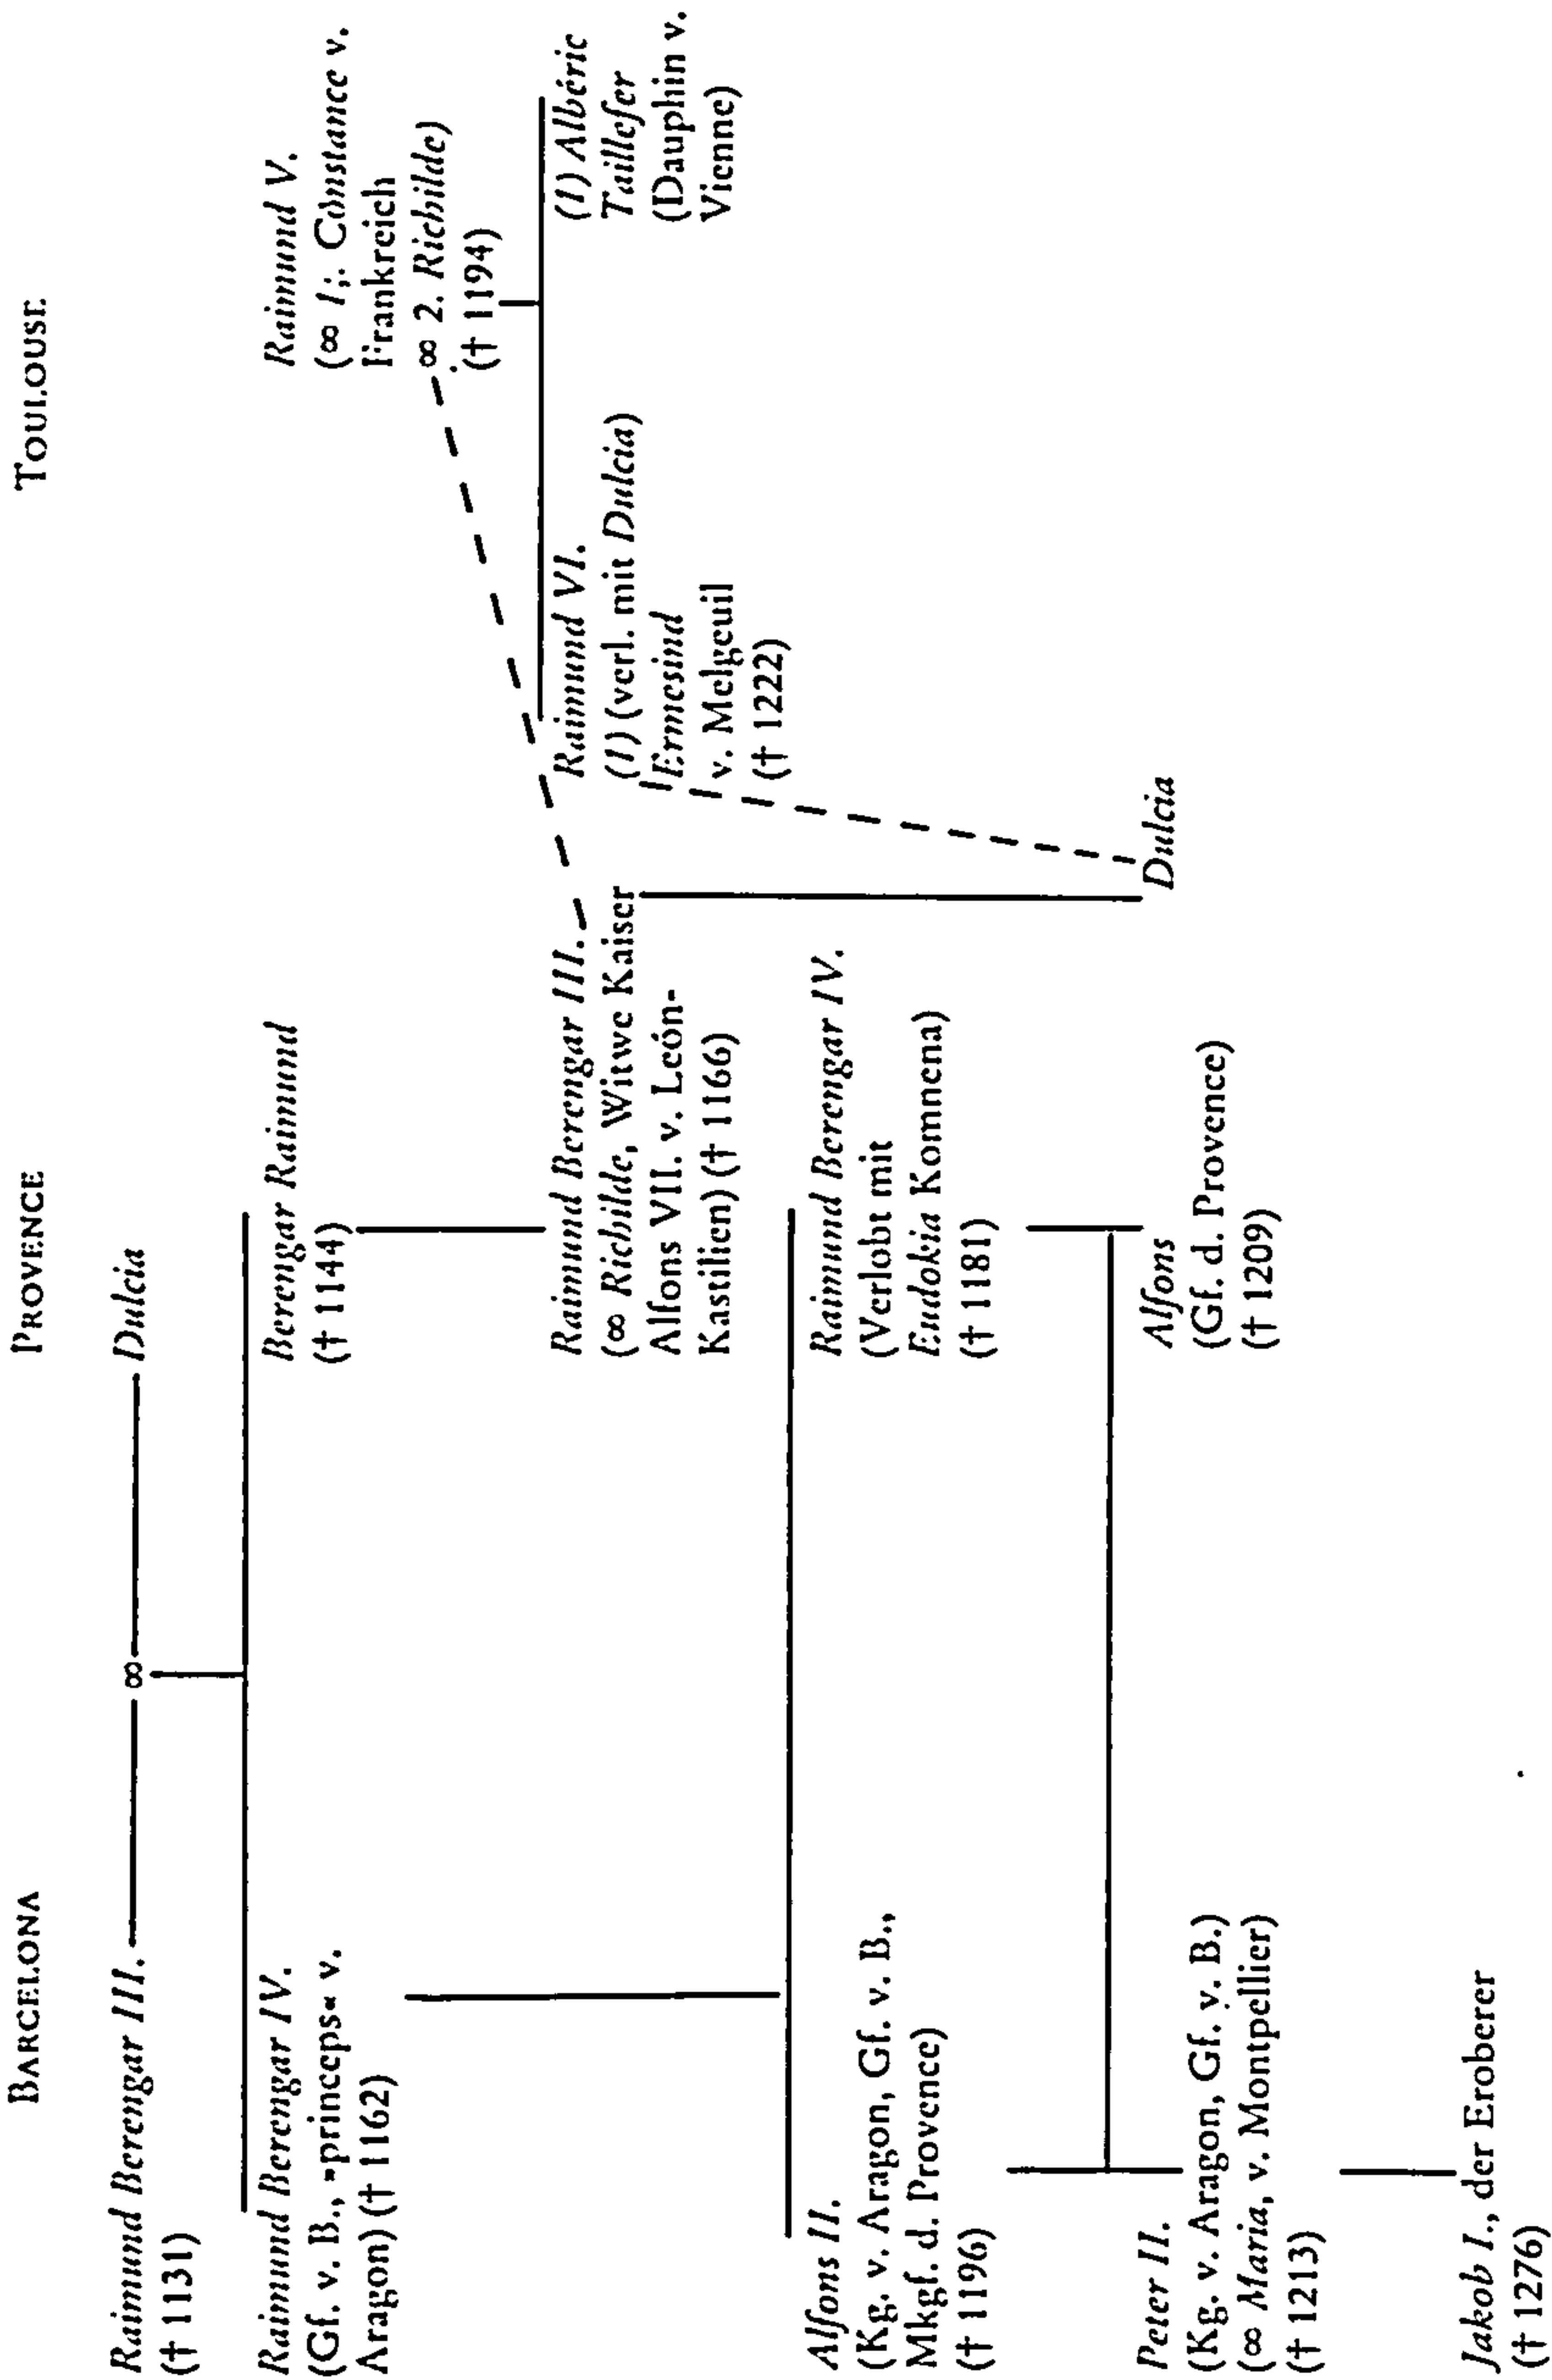 BARCELONA
PROVENCE
TOULOUSE
Raimund Berengar III. ∞ Dulcia
(† 1131)
Raimund Berengar IV.
(Gf. v. B., »princeps« v.
Aragon) († 1162)
Berengar Raimund
(† 1144)
Raimund V.
(∞ 1. Constance v.
Frankreich
∞ 2. Richilde)
(† 1194)
Raimund Berengar III.
(∞ Richilde, Witwe Kaiser
Alfons VII. v. León-
Kastilien) († 1166)
Raimund VI.
(1) (verl. mit Dulcia)
(1) Ermesind
v. Melgeuil
(† 1222)
(1) Albéric
Taillefer
(Dauphin v.
Vienne)
Alfons II.
(Kg. v. Aragon, Gf. v. B.,
Mkgf. d. Provence)
(† 1196)
Raimund Berengar IV.
(Verlobt mit
Eudokia Komnena)
(† 1181)
Peter II.
(Kg. v. Aragon, Gf. v. B.)
(∞ Maria, v. Montpellier)
(† 1213)
Alfons
(Gf. d. Provence)
(† 1209)
Dulcia
Jakob I., der Eroberer
(† 1276)